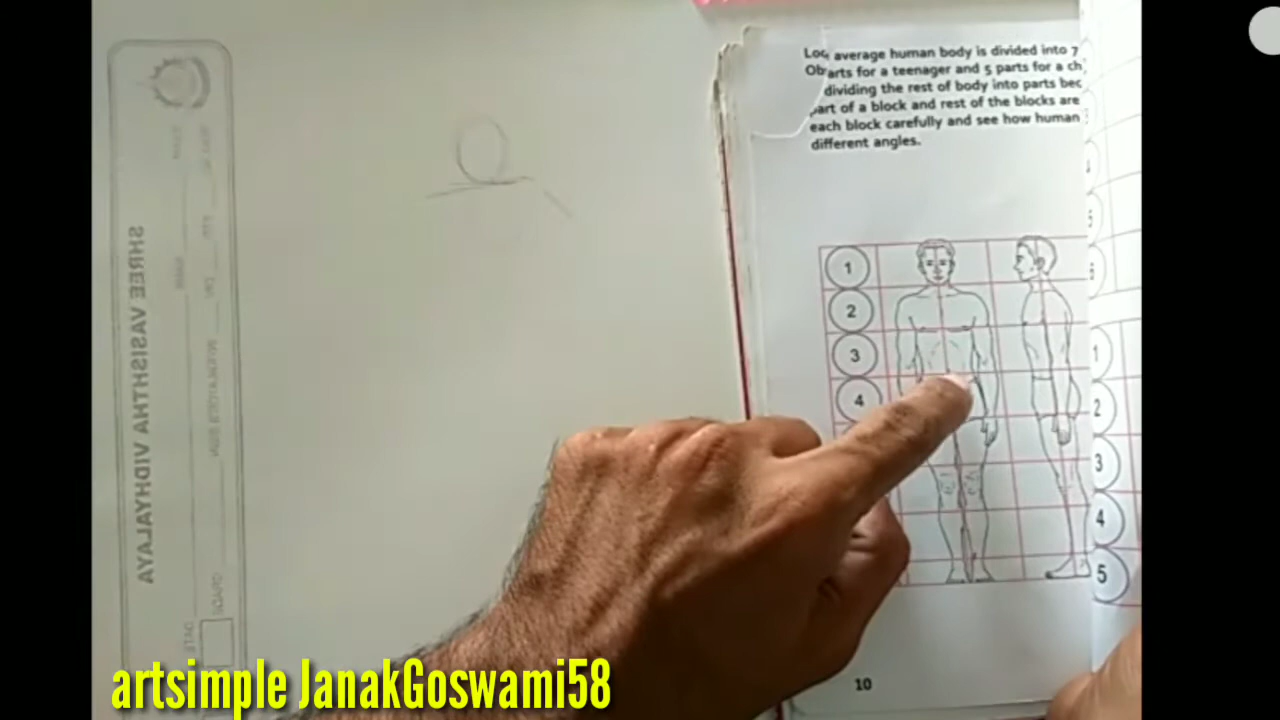 Loo average human body is divided into 7
Ob arts for a teenager and 5 parts for a ch
dividing the rest of body into parts bec
art of a block and rest of the blocks are
each block carefully and see how human
different angles.
1
2
3
4
1
2
3
4
5
10
SHREE VASISHTHA VIDHYALAYA
DATE
artsimple JanakGoswami58